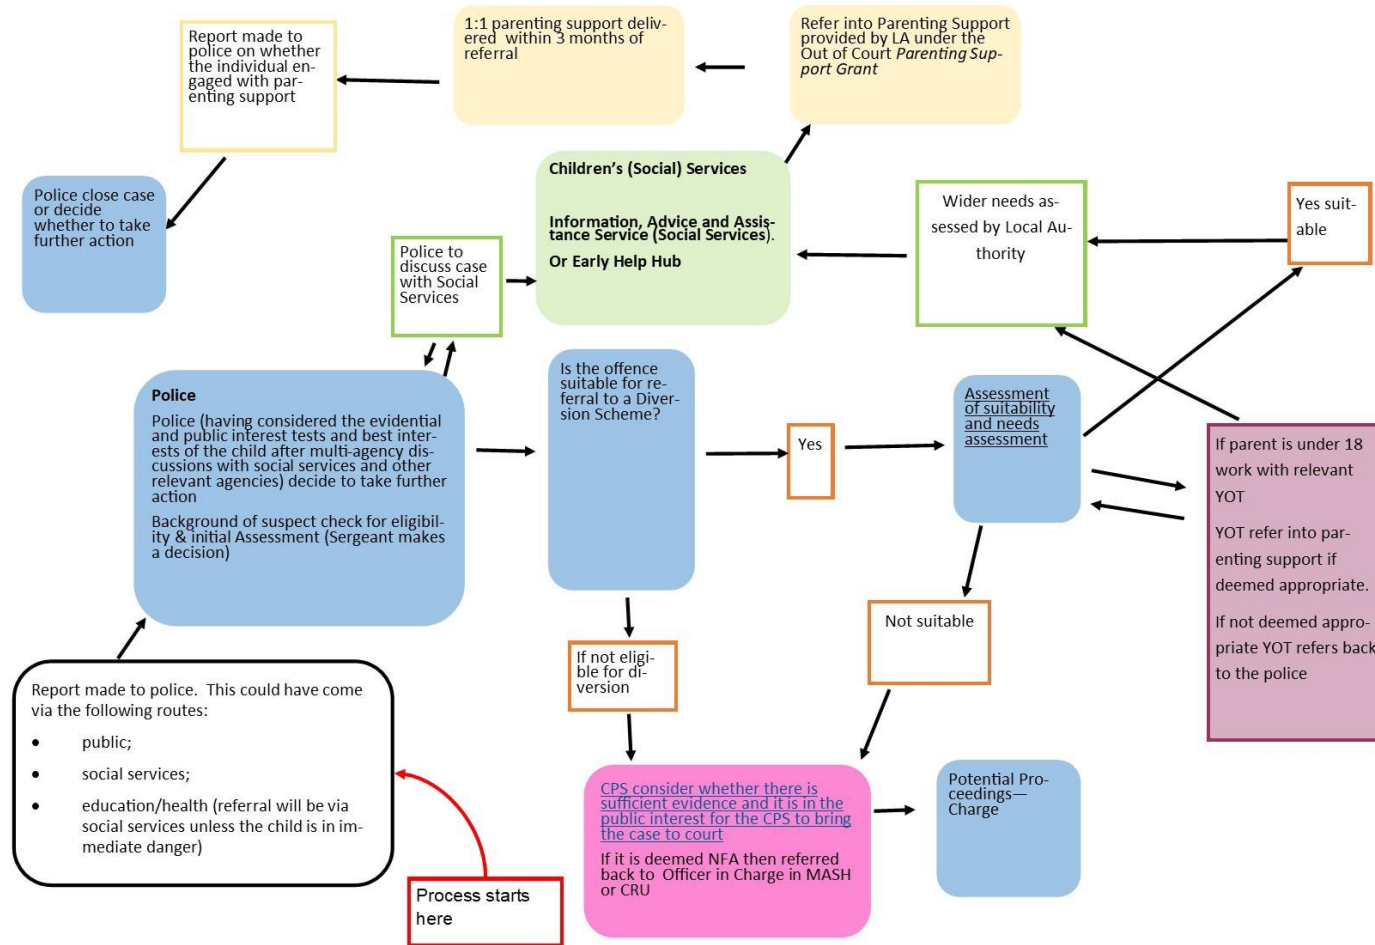 Report made to
police on whether
the individual en-
gaged with par-
enting support
1:1 parenting support deliv-
ered within 3 months of
referral
Refer into Parenting Support
provided by LA under the
Out of Court Parenting Sup-
port Grant
Police close case
or decide
whether to take
further action
Police to
discuss case
with Social
Services
Children’s (Social) Services
Information, Advice and Assis-
tance Service (Social Services).
Or Early Help Hub
Wider needs as-
sessed by Local Au-
thority
Yes suit-
able
Police
Police (having considered the evidential
and public interest tests and best inter-
ests of the child after multi-agency dis-
cussions with social services and other
relevant agencies) decide to take further
action
Background of suspect check for eligibil-
ity & initial Assessment (Sergeant makes
a decision)
Is the offence
suitable for re-
ferral to a Diver-
sion Scheme?
Yes
Assessment
of suitability
and needs
assessment
If parent is under 18
work with relevant
YOT
YOT refer into par-
enting support if
deemed appropriate.
If not deemed appro-
priate YOT refers back
to the police
Not suitable
If not eligi-
ble for di-
version
Report made to police. This could have come
via the following routes:
• public;
• social services;
• education/health (referral will be via
social services unless the child is in im-
mediate danger)
Process starts
here
CPS consider whether there is
sufficient evidence and it is in the
public interest for the CPS to bring
the case to court
If it is deemed NFA then referred
back to Officer in Charge in MASH
or CRU
Potential Pro-
ceedings—
Charge